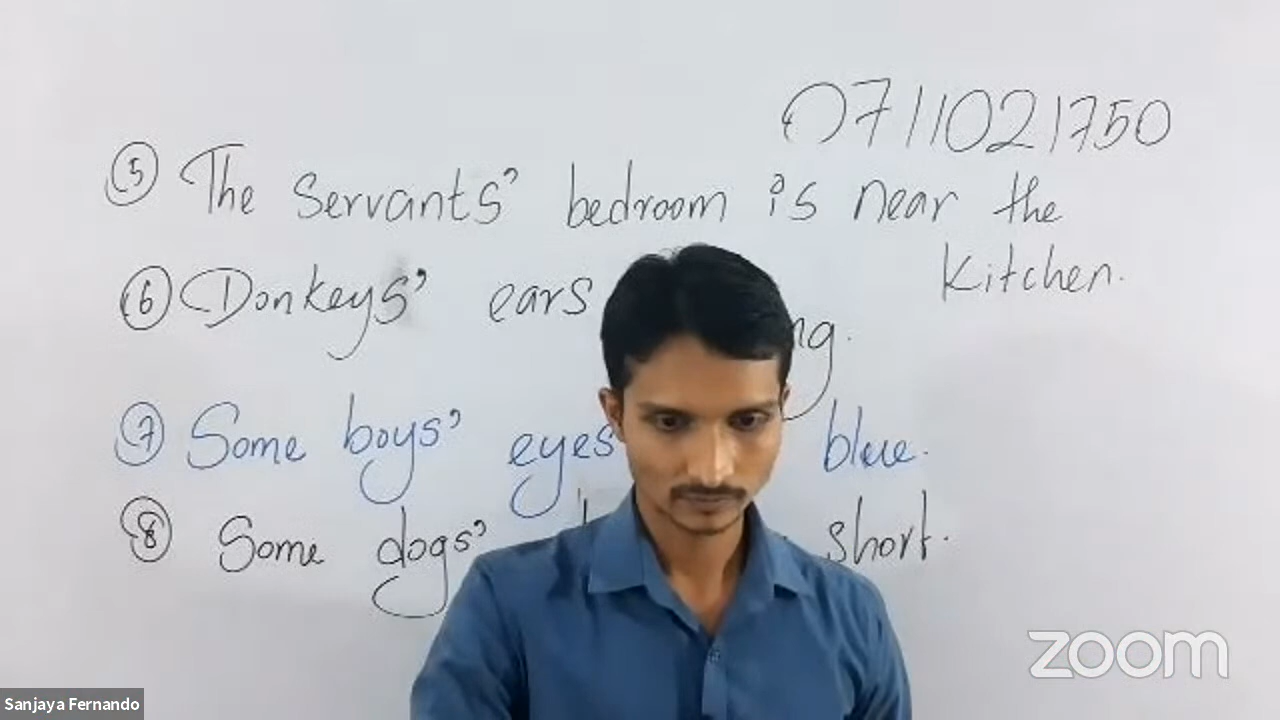 0711021750
⑤ The servants' bedroom is near the
kitchen.
⑥ Donkeys' ears
⑦ Some boys' eyes blue.
⑧ Some dogs' short.
zoom
Sanjaya Fernando